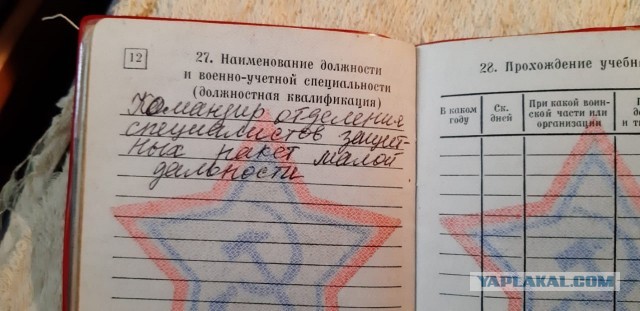 12
27. Наименование должности
и военно-учетной специальности
(должностная квалификация)
Командир отделения
специалистов зенит-
ных ракет малой
дальности
28. Прохождение учебн
В каком
году
Ск.
дней
При какой воин-
ской части или
организации
и т
YAPLAKAL.COM